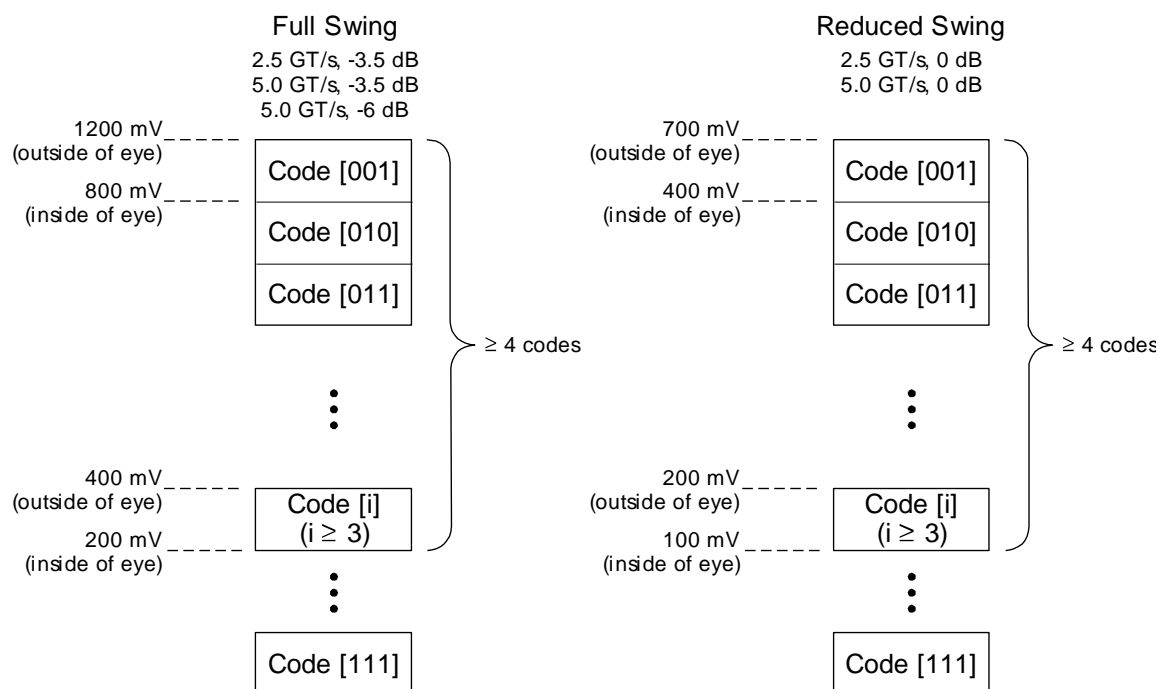 Full Swing
2.5 GT/s, -3.5 dB
5.0 GT/s, -3.5 dB
5.0 GT/s, -6 dB
1200 mV
(outside of eye)
800 mV
(inside of eye)
Code [001]
Code [010]
Code [011]
≥ 4 codes
400 mV
(outside of eye)
200 mV
(inside of eye)
Code [i]
(i ≥ 3)
Code [111]
Reduced Swing
2.5 GT/s, 0 dB
5.0 GT/s, 0 dB
700 mV
(outside of eye)
400 mV
(inside of eye)
Code [001]
Code [010]
Code [011]
≥ 4 codes
200 mV
(outside of eye)
100 mV
(inside of eye)
Code [i]
(i ≥ 3)
Code [111]